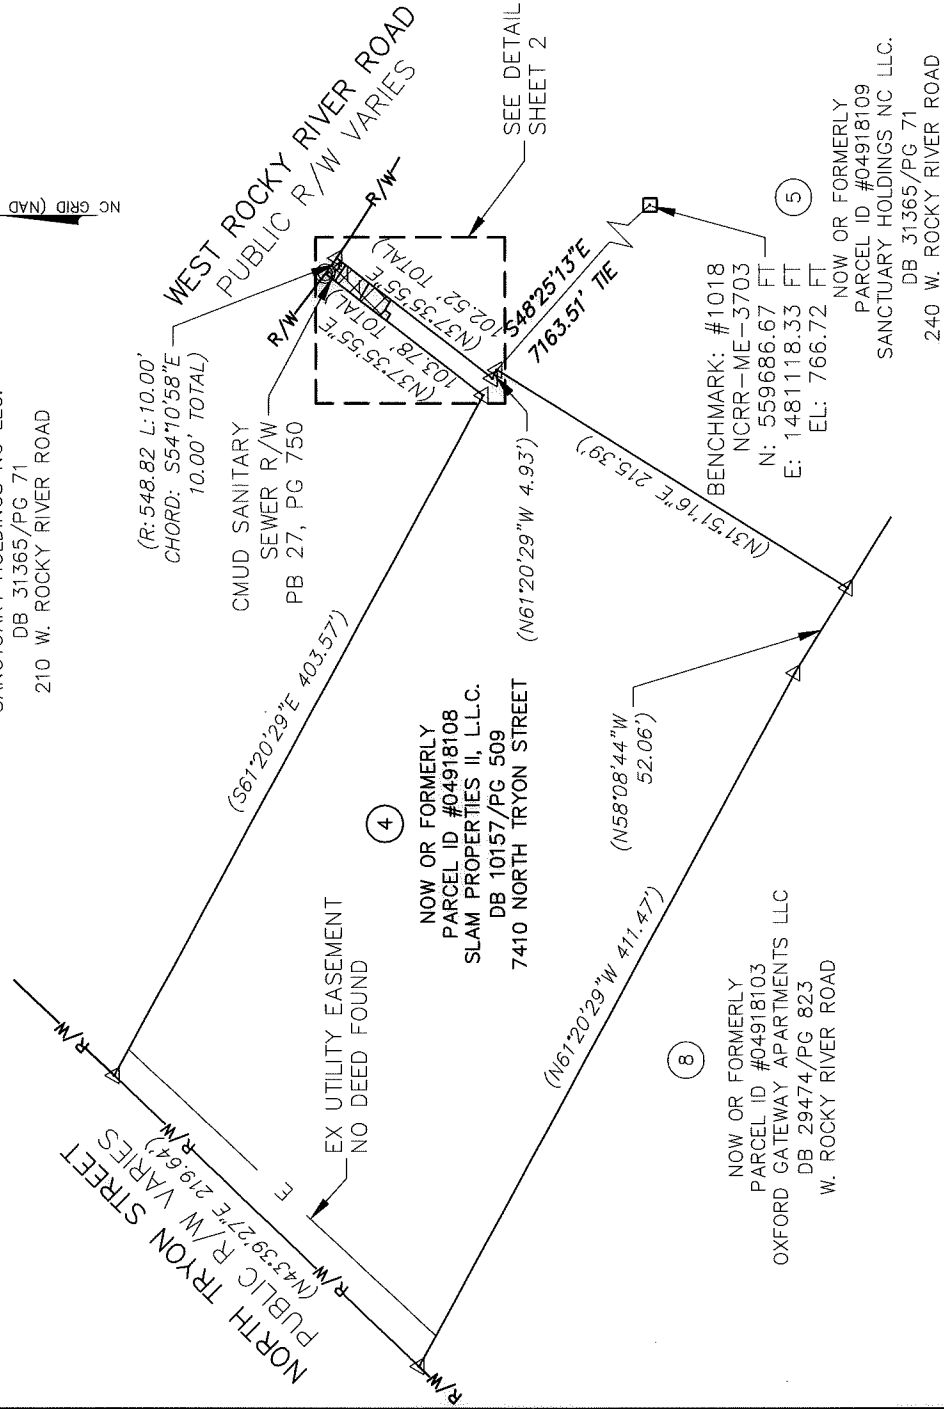 DB 31365/PG 71
210 W. ROCKY RIVER ROAD
NC GRID (NAD
WEST ROCKY RIVER ROAD
PUBLIC R/W VARIES
R/W
R/W
(R:548.82 L:10.00'
CHORD: S54°10'58"E
10.00' TOTAL)
CMUD SANITARY
SEWER R/W
PB 27, PG 750
SEE DETAIL
SHEET 2
(N37°35'55"E
103.78' TOTAL)
(N37°35'55"E
102.52' TOTAL)
S48°25'13"E
7163.51' TIE
(N61°20'29"W 4.93')
(S61°20'29"E 403.57')
(N31°51'16"E 215.39')
BENCHMARK: #1018
NCRR-ME-3703
N: 559686.67 FT
E: 1481118.33 FT
EL: 766.72 FT
5
NOW OR FORMERLY
PARCEL ID #04918109
SANCTUARY HOLDINGS NC LLC.
DB 31365/PG 71
240 W. ROCKY RIVER ROAD
4
NOW OR FORMERLY
PARCEL ID #04918108
SLAM PROPERTIES II, L.L.C.
DB 10157/PG 509
7410 NORTH TRYON STREET
(N58°08'44"W
52.06')
(N61°20'29"W 411.47')
EX UTILITY EASEMENT
NO DEED FOUND
E
NORTH TRYON STREET
PUBLIC R/W VARIES
(N43°39'27"E 219.64')
R/W
R/W
R/W
R/W
8
NOW OR FORMERLY
PARCEL ID #04918103
OXFORD GATEWAY APARTMENTS LLC
DB 29474/PG 823
W. ROCKY RIVER ROAD